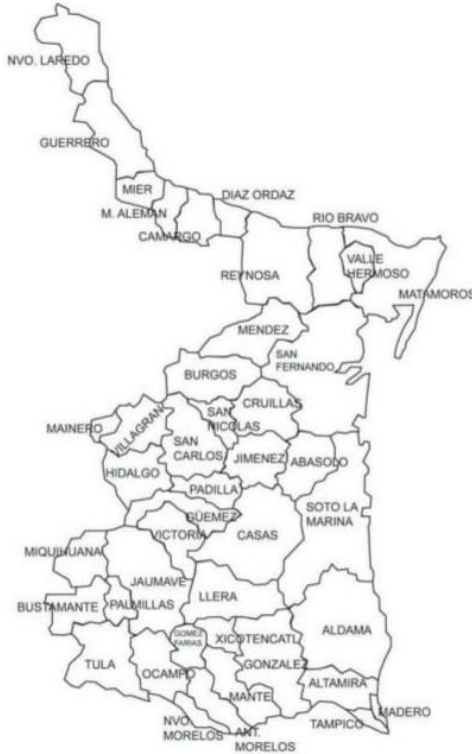 NVO. LAREDO
GUERRERO
MIER
DIAZ ORDAZ
M. ALEMAN
RIO BRAVO
CAMARGO
VALLE
HERMOSO
REYNOSA
MATAMOROS
MENDEZ
SAN
FERNANDO
BURGOS
CRUILLAS
SAN
NICOLAS
MAINERO
VILLAGRAN
SAN
CARLOS
JIMENEZ
ABASOLO
HIDALGO
PADILLA
SOTO LA
MARINA
GÜEMEZ
VICTORIA
CASAS
MIQUIHUANA
JAUMAVE
LLERA
BUSTAMANTE
PALMILLAS
GOMEZ
FARIAS
XICOTENCATL
ALDAMA
TULA
OCAMPO
GONZALEZ
ALTAMIRA
MANTE
MADERO
NVO
MORELOS
TAMPICO
ANT.
MORELOS